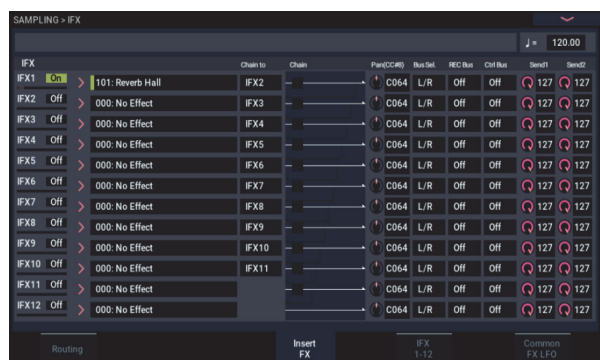 SAMPLING > IFX
♩ = 120.00
IFX Chain to Chain Pan(CC#8) Bus Sel. REC Bus Ctrl Bus Send1 Send2
IFX1 On 101: Reverb Hall IFX2 C064 L/R Off Off 127 127
IFX2 Off 000: No Effect IFX3 C064 L/R Off Off 127 127
IFX3 Off 000: No Effect IFX4 C064 L/R Off Off 127 127
IFX4 Off 000: No Effect IFX5 C064 L/R Off Off 127 127
IFX5 Off 000: No Effect IFX6 C064 L/R Off Off 127 127
IFX6 Off 000: No Effect IFX7 C064 L/R Off Off 127 127
IFX7 Off 000: No Effect IFX8 C064 L/R Off Off 127 127
IFX8 Off 000: No Effect IFX9 C064 L/R Off Off 127 127
IFX9 Off 000: No Effect IFX10 C064 L/R Off Off 127 127
IFX10 Off 000: No Effect IFX11 C064 L/R Off Off 127 127
IFX11 Off 000: No Effect C064 L/R Off Off 127 127
IFX12 Off 000: No Effect C064 L/R Off Off 127 127
Routing
Insert
FX
IFX
1-12
Common
FX LFO